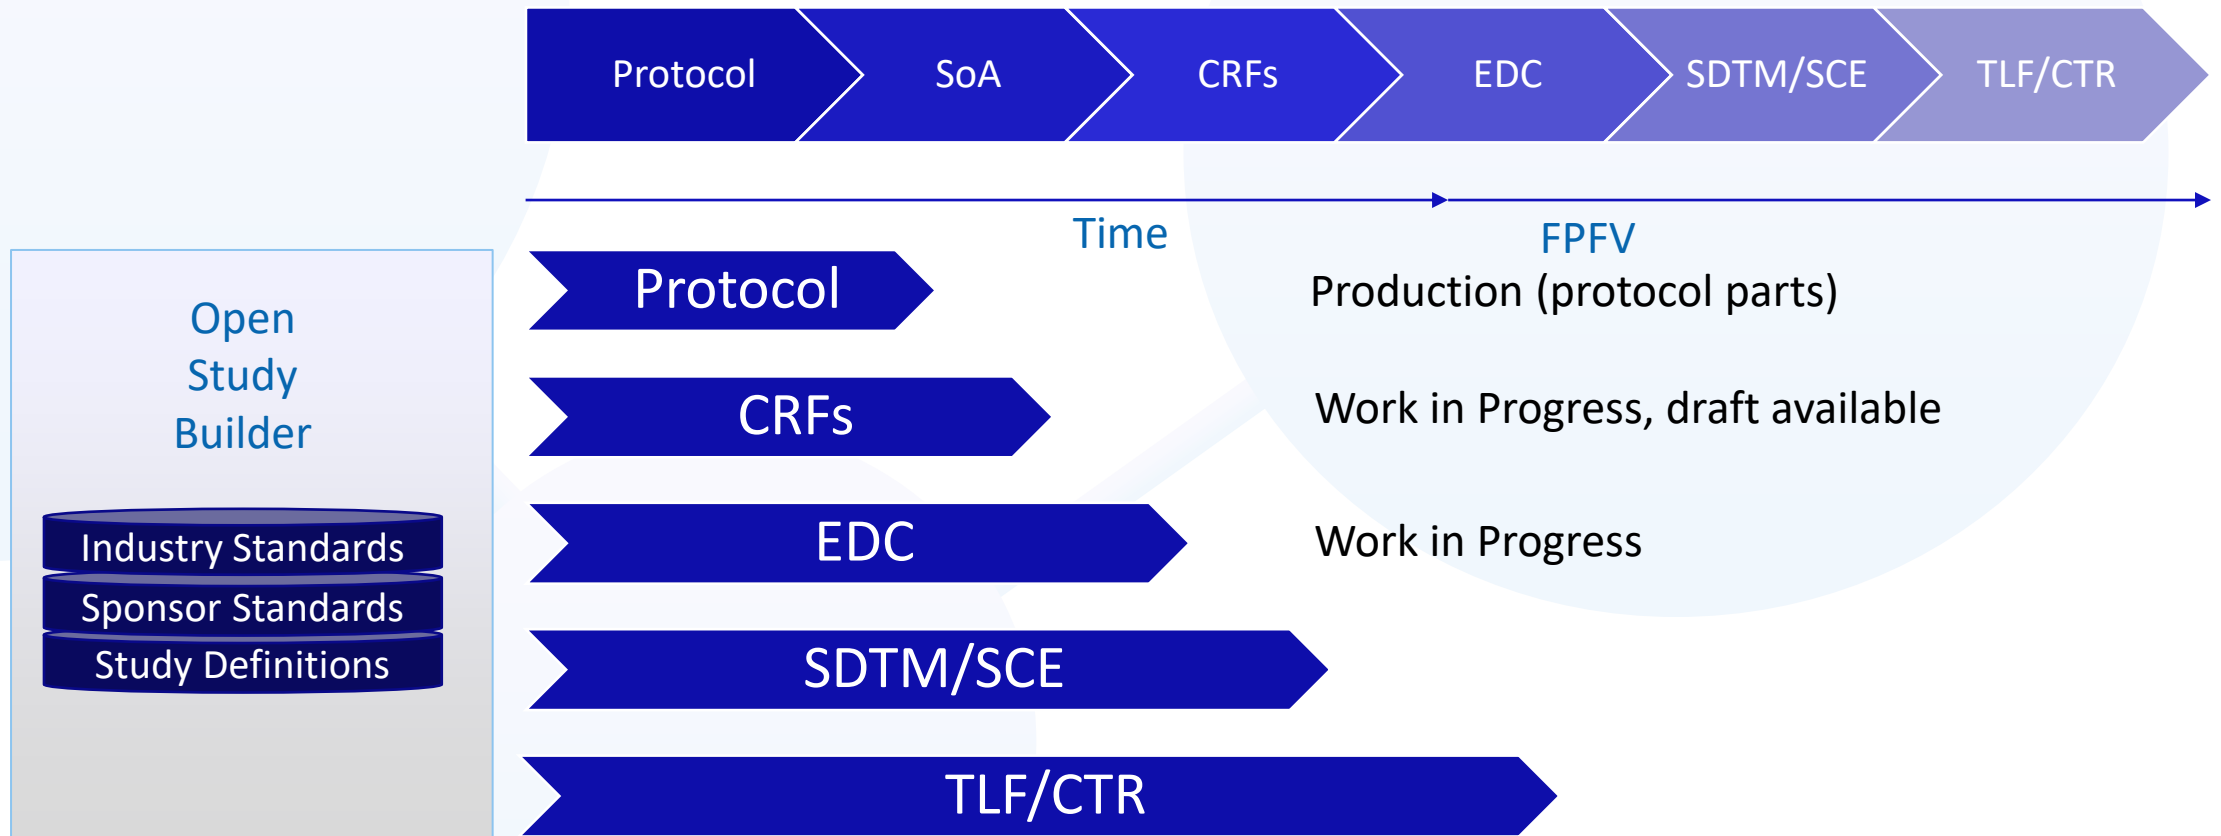 Protocol
SoA
CRFs
EDC
SDTM/SCE
TLF/CTR
Time
FPFV
Open
Study
Builder
Industry Standards
Sponsor Standards
Study Definitions
Protocol
Production (protocol parts)
CRFs
Work in Progress, draft available
EDC
Work in Progress
SDTM/SCE
TLF/CTR